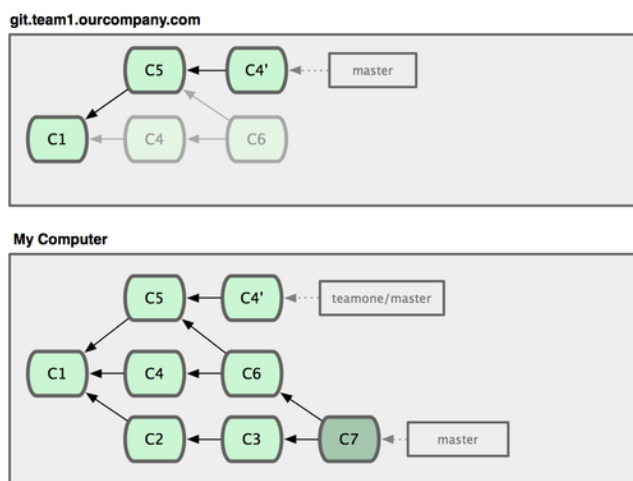 git.team1.ourcompany.com
C5 C4' master
C1 C4 C6
My Computer
C5 C4' teamone/master
C1 C4 C6
C2 C3 C7 master